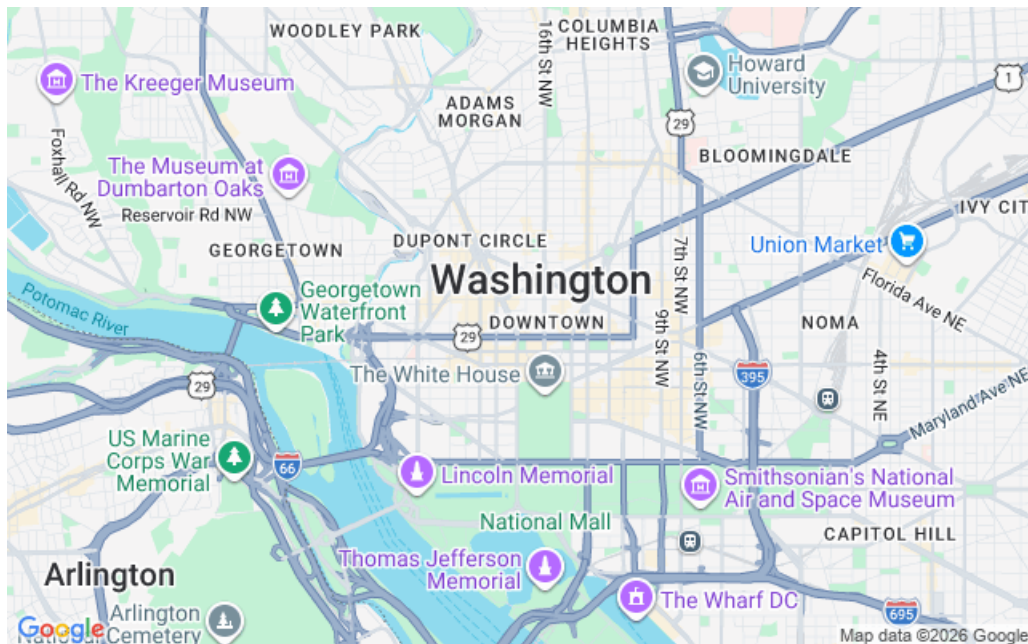 WOODLEY PARK
16th St NW
COLUMBIA
HEIGHTS
The Kreeger Museum
Howard
University
1
ADAMS
MORGAN
29
Foxhall Rd NW
The Museum at
Dumbarton Oaks
BLOOMINGDALE
Reservoir Rd NW
IVY CIT
GEORGETOWN
DUPONT CIRCLE
7th St NW
Union Market
Washington
Potomac River
Georgetown
Waterfront
Park
Florida Ave NE
29
DOWNTOWN
9th St NW
NOMA
The White House
6th St NW
395
4th St NE
29
Maryland Ave NE
US Marine
Corps War
Memorial
66
Lincoln Memorial
Smithsonian's National
Air and Space Museum
National Mall
CAPITOL HILL
Thomas Jefferson
Memorial
Arlington
The Wharf DC
695
Arlington
Cemetery
Google
Map data ©2026 Google